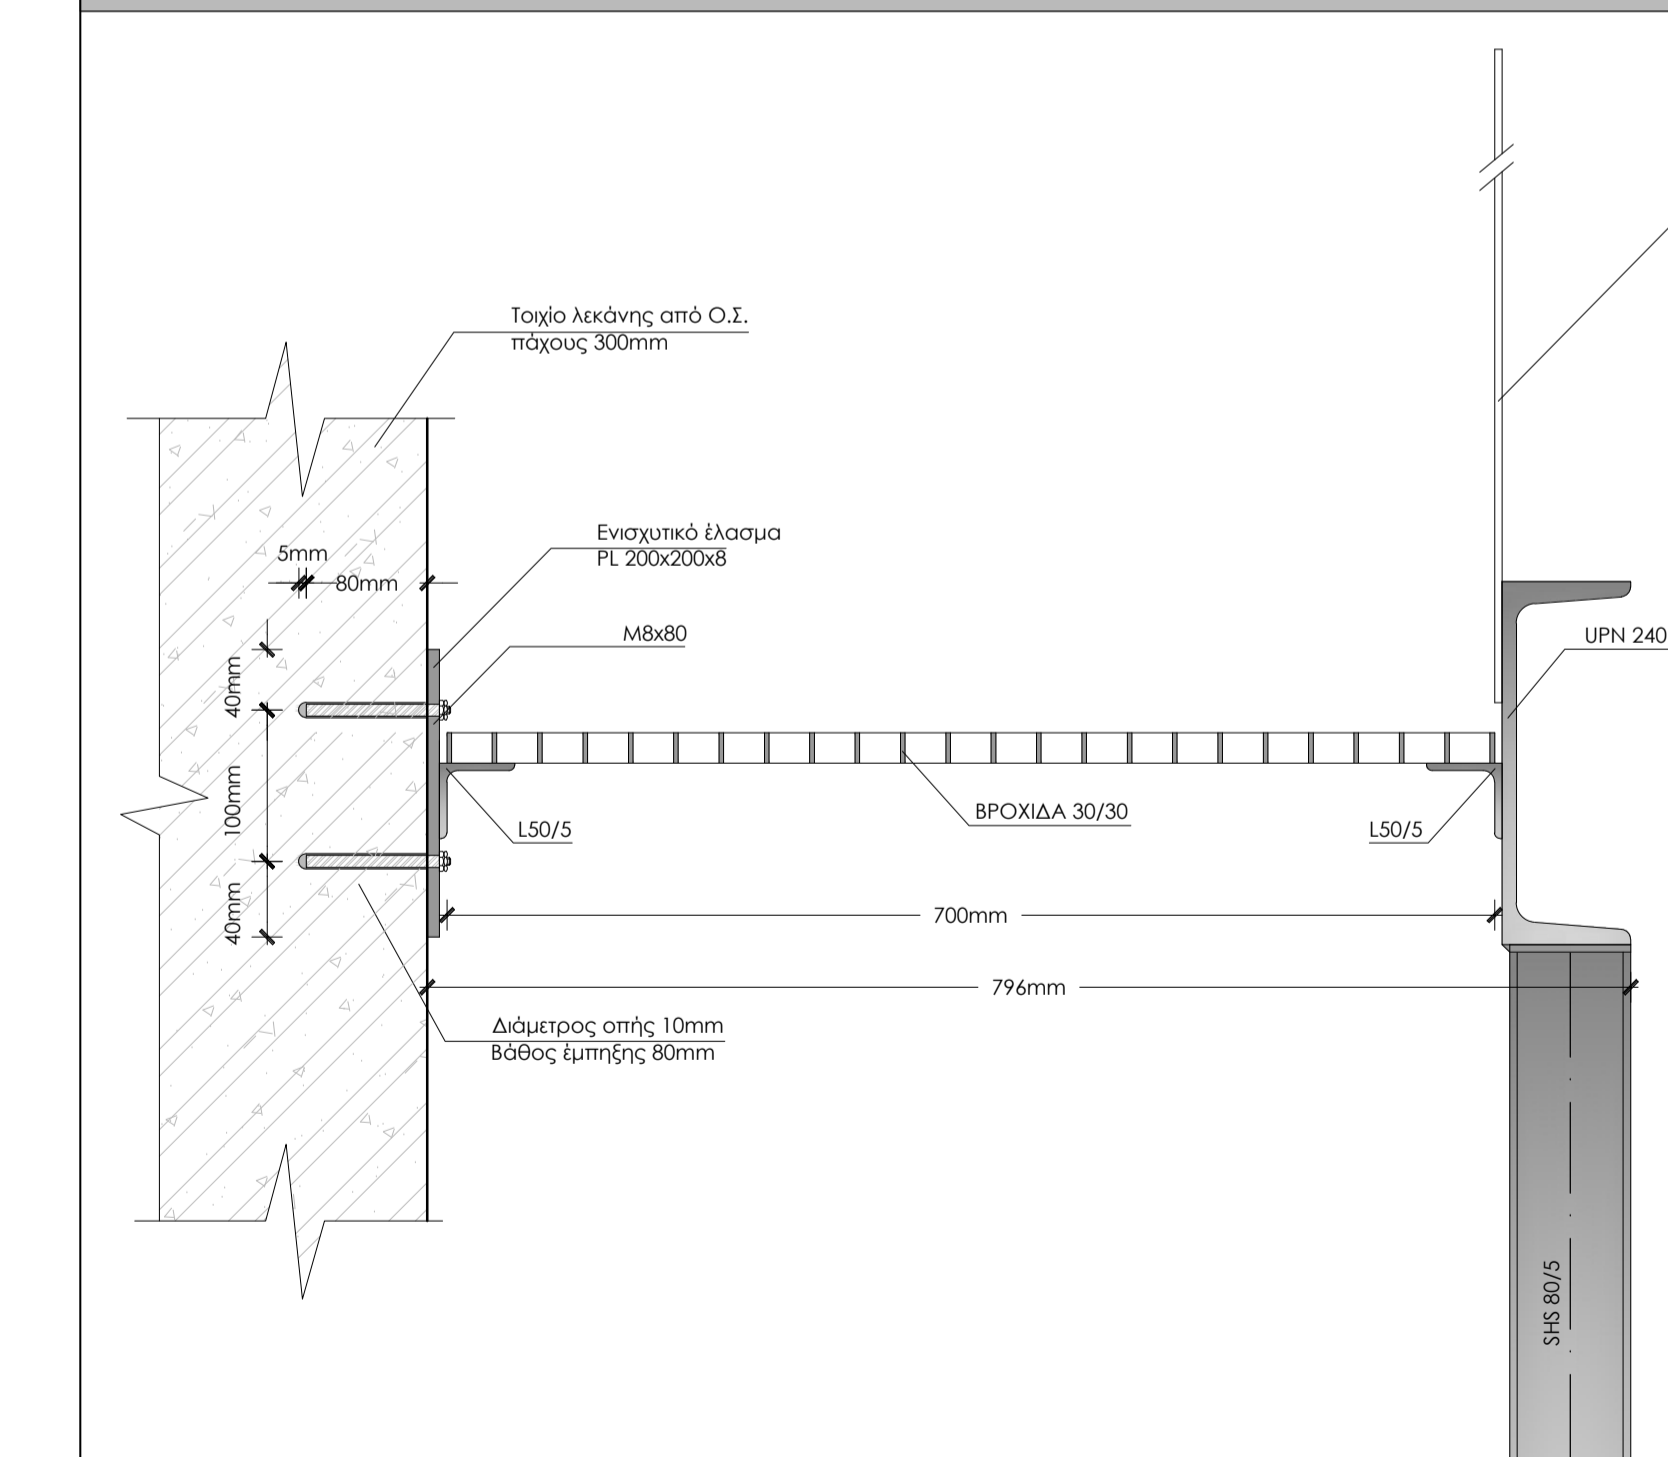 Τοιχίο λεκάνης από Ο.Σ.
πάχους 300mm
Ενισχυτικό έλασμα
PL 200x200x8
5mm
80mm
M8x80
UPN 240
40mm
100mm
40mm
L50/5
ΒΡΟΧΙΔΑ 30/30
L50/5
700mm
796mm
Διάμετρος οπής 10mm
Βάθος έμπηξης 80mm
SHS 80/5